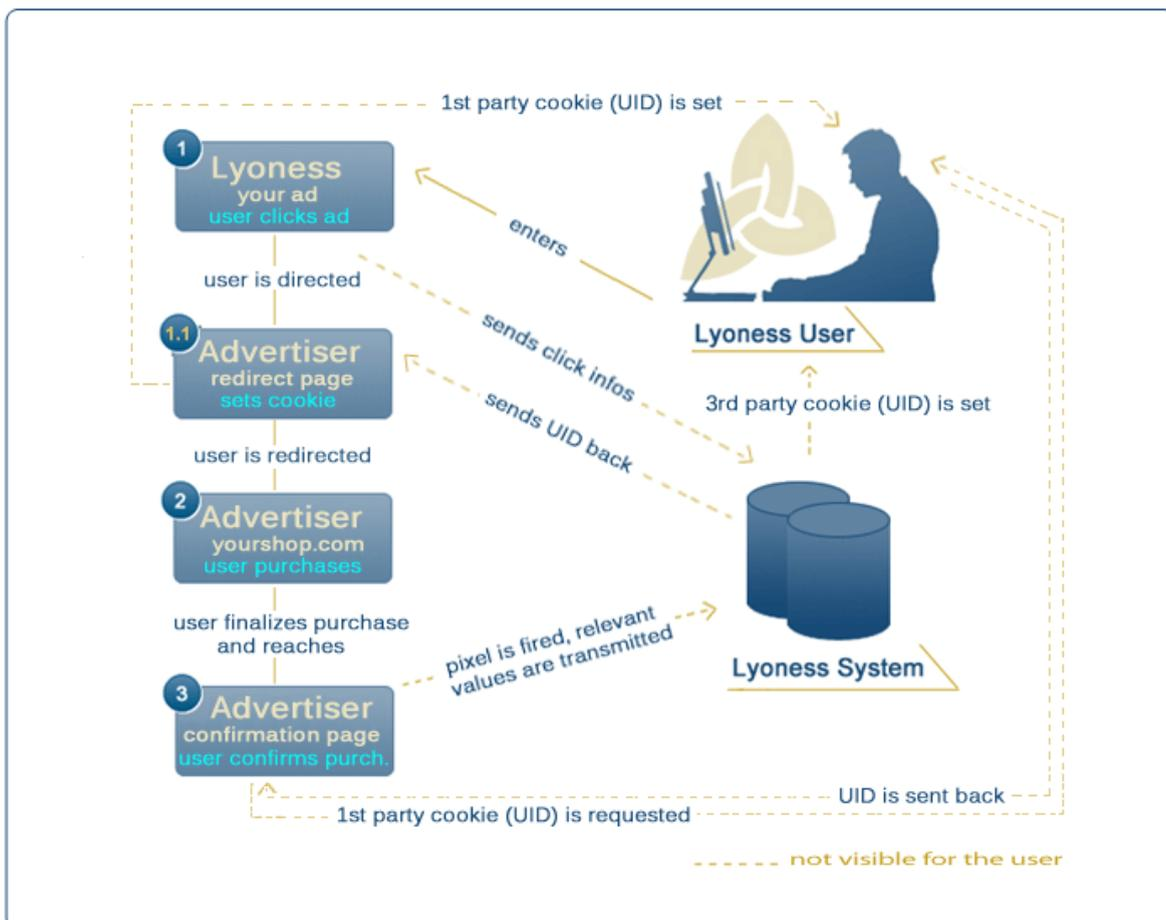 1st party cookie (UID) is set
1
Lyoness
your ad
user clicks ad
enters
user is directed
sends click infos
1.1
Advertiser
redirect page
sets cookie
Lyoness User
sends UID back
3rd party cookie (UID) is set
user is redirected
2
Advertiser
yourshop.com
user purchases
user finalizes purchase
and reaches
pixel is fired, relevant
values are transmitted
Lyoness System
3
Advertiser
confirmation page
user confirms purch.
UID is sent back
1st party cookie (UID) is requested
not visible for the user